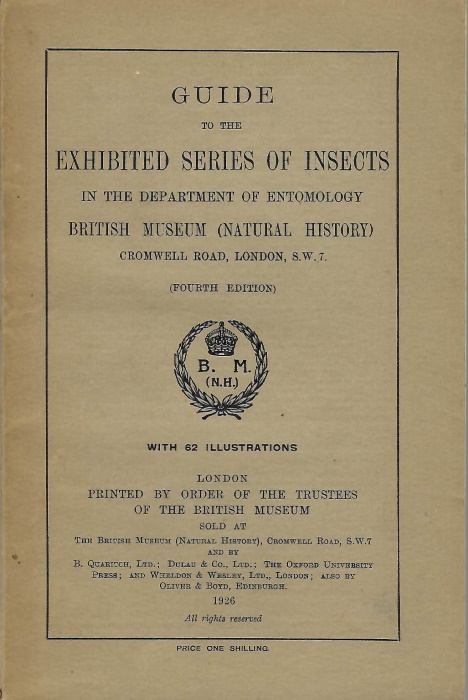 GUIDE
TO THE
EXHIBITED SERIES OF INSECTS
IN THE DEPARTMENT OF ENTOMOLOGY
BRITISH MUSEUM (NATURAL HISTORY)
CROMWELL ROAD, LONDON, S.W.7.
(FOURTH EDITION)
B. M.
(N.H.)
WITH 62 ILLUSTRATIONS
LONDON
PRINTED BY ORDER OF THE TRUSTEES
OF THE BRITISH MUSEUM
SOLD AT
THE BRITISH MUSEUM (NATURAL HISTORY), CROMWELL ROAD, S.W.7
AND BY
B. QUARITCH, LTD.; DULAU & CO., LTD.; THE OXFORD UNIVERSITY
PRESS; AND WHELDON & WESLEY, LTD., LONDON; ALSO BY
OLIVER & BOYD, EDINBURGH.
1926
All rights reserved
PRICE ONE SHILLING.